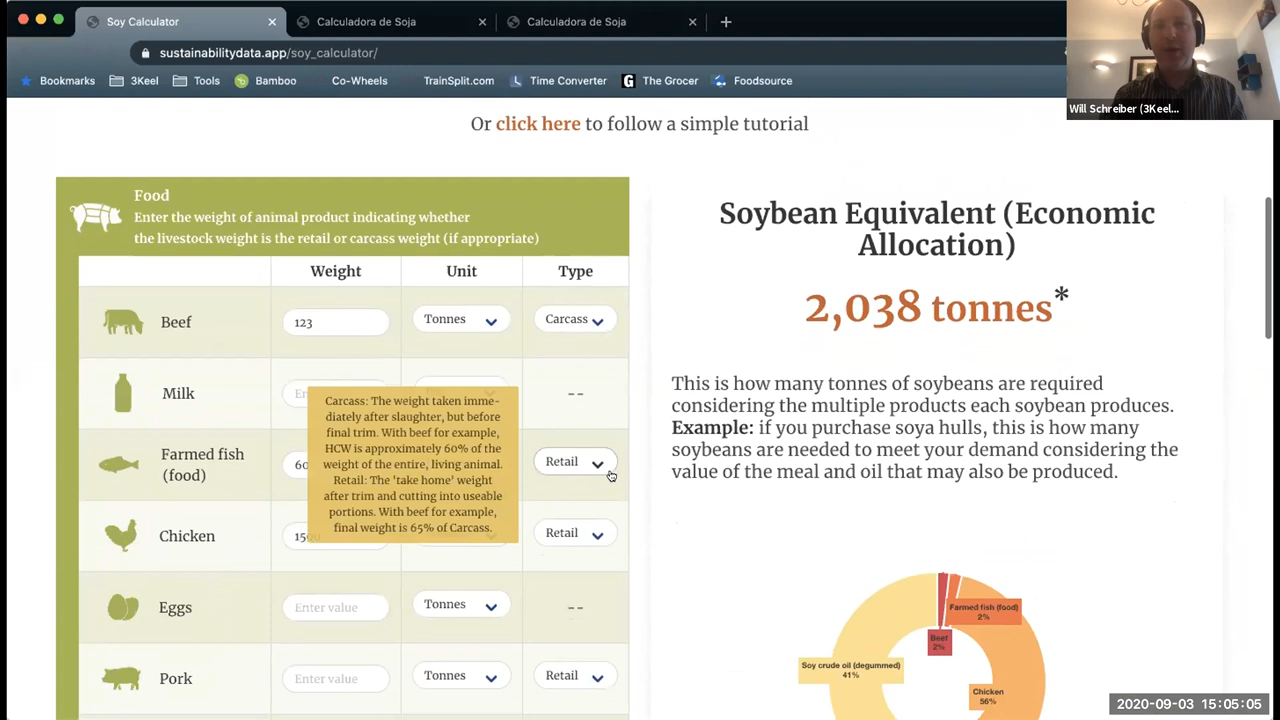 Soy Calculator
Calculadora de Soja
Calculadora de Soja
sustainabilitydata.app/soy_calculator/
Bookmarks
3Keel
Tools
Bamboo
Co-Wheels
TrainSplit.com
Time Converter
The Grocer
Foodsource
Will Schreiber (3Keel...
Or click here to follow a simple tutorial
Food
Enter the weight of animal product indicating whether
the livestock weight is the retail or carcass weight (if appropriate)
Weight Unit Type
Beef 123 Tonnes Carcass
Milk --
Farmed fish
(food)
Retail
Chicken Retail
Eggs Enter value Tonnes --
Pork Enter value Tonnes Retail
Carcass: The weight taken imme-
diately after slaughter, but before
final trim. With beef for example,
HCW is approximately 60% of the
weight of the entire, living animal.
Retail: The 'take home' weight
after trim and cutting into useable
portions. With beef for example,
final weight is 65% of Carcass.
Soybean Equivalent (Economic
Allocation)
2,038 tonnes*
This is how many tonnes of soybeans are required
considering the multiple products each soybean produces.
Example: if you purchase soya hulls, this is how many
soybeans are needed to meet your demand considering the
value of the meal and oil that may also be produced.
Farmed fish (food)
2%
Beef
2%
Soy crude oil (degummed)
41%
Chicken
56%
2020-09-03 15:05:05